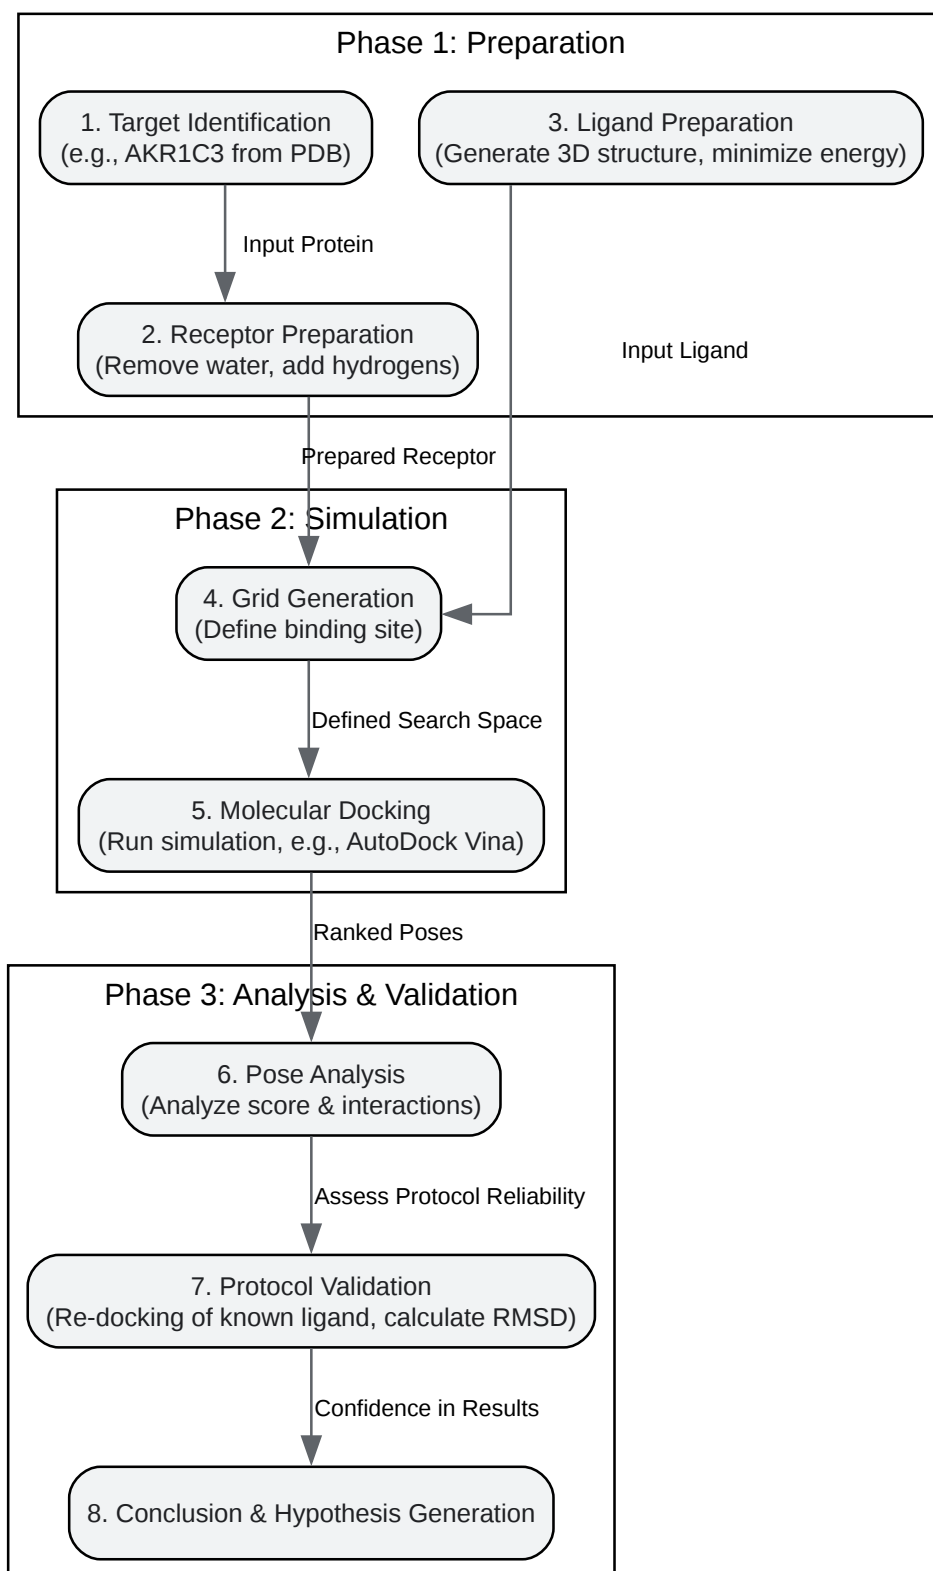 Phase 1: Preparation
1. Target Identification
(e.g., AKR1C3 from PDB)
3. Ligand Preparation
(Generate 3D structure, minimize energy)
Input Protein
2. Receptor Preparation
(Remove water, add hydrogens)
Input Ligand
Prepared Receptor
Phase 2: Simulation
4. Grid Generation
(Define binding site)
Defined Search Space
5. Molecular Docking
(Run simulation, e.g., AutoDock Vina)
Ranked Poses
Phase 3: Analysis & Validation
6. Pose Analysis
(Analyze score & interactions)
Assess Protocol Reliability
7. Protocol Validation
(Re-docking of known ligand, calculate RMSD)
Confidence in Results
8. Conclusion & Hypothesis Generation